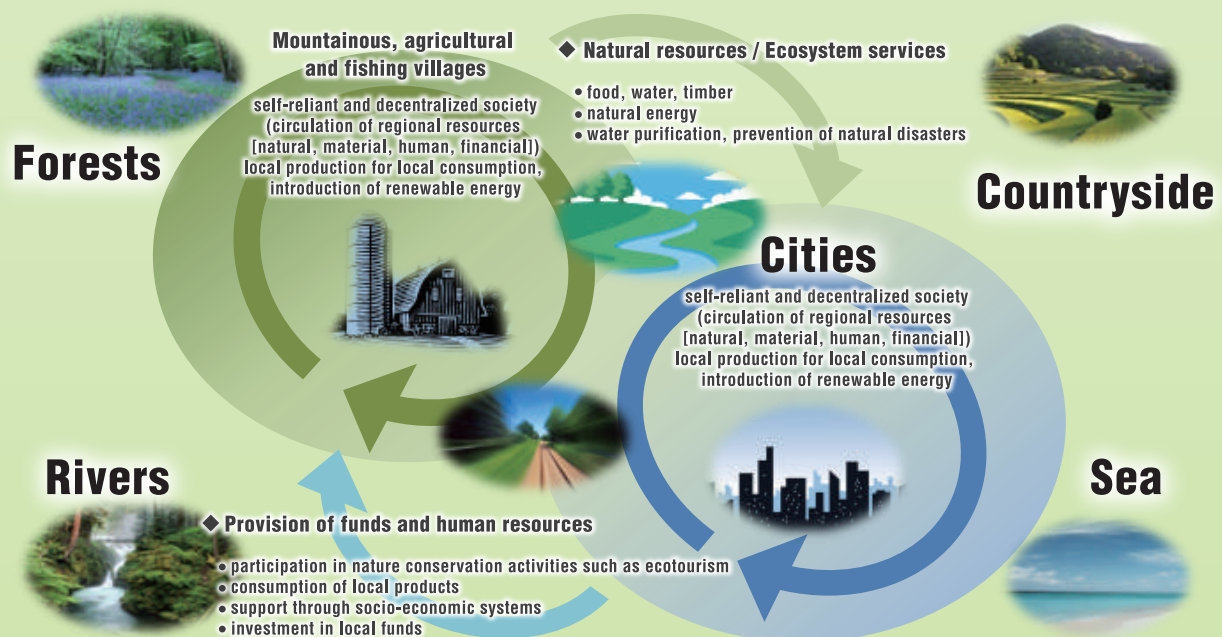 Mountainous, agricultural
and fishing villages
self-reliant and decentralized society
(circulation of regional resources
[natural, material, human, financial])
local production for local consumption,
introduction of renewable energy
◆ Natural resources / Ecosystem services
• food, water, timber
• natural energy
• water purification, prevention of natural disasters
Forests
Countryside
Cities
self-reliant and decentralized society
(circulation of regional resources
[natural, material, human, financial])
local production for local consumption,
introduction of renewable energy
Rivers
Sea
◆ Provision of funds and human resources
• participation in nature conservation activities such as ecotourism
• consumption of local products
• support through socio-economic systems
• investment in local funds